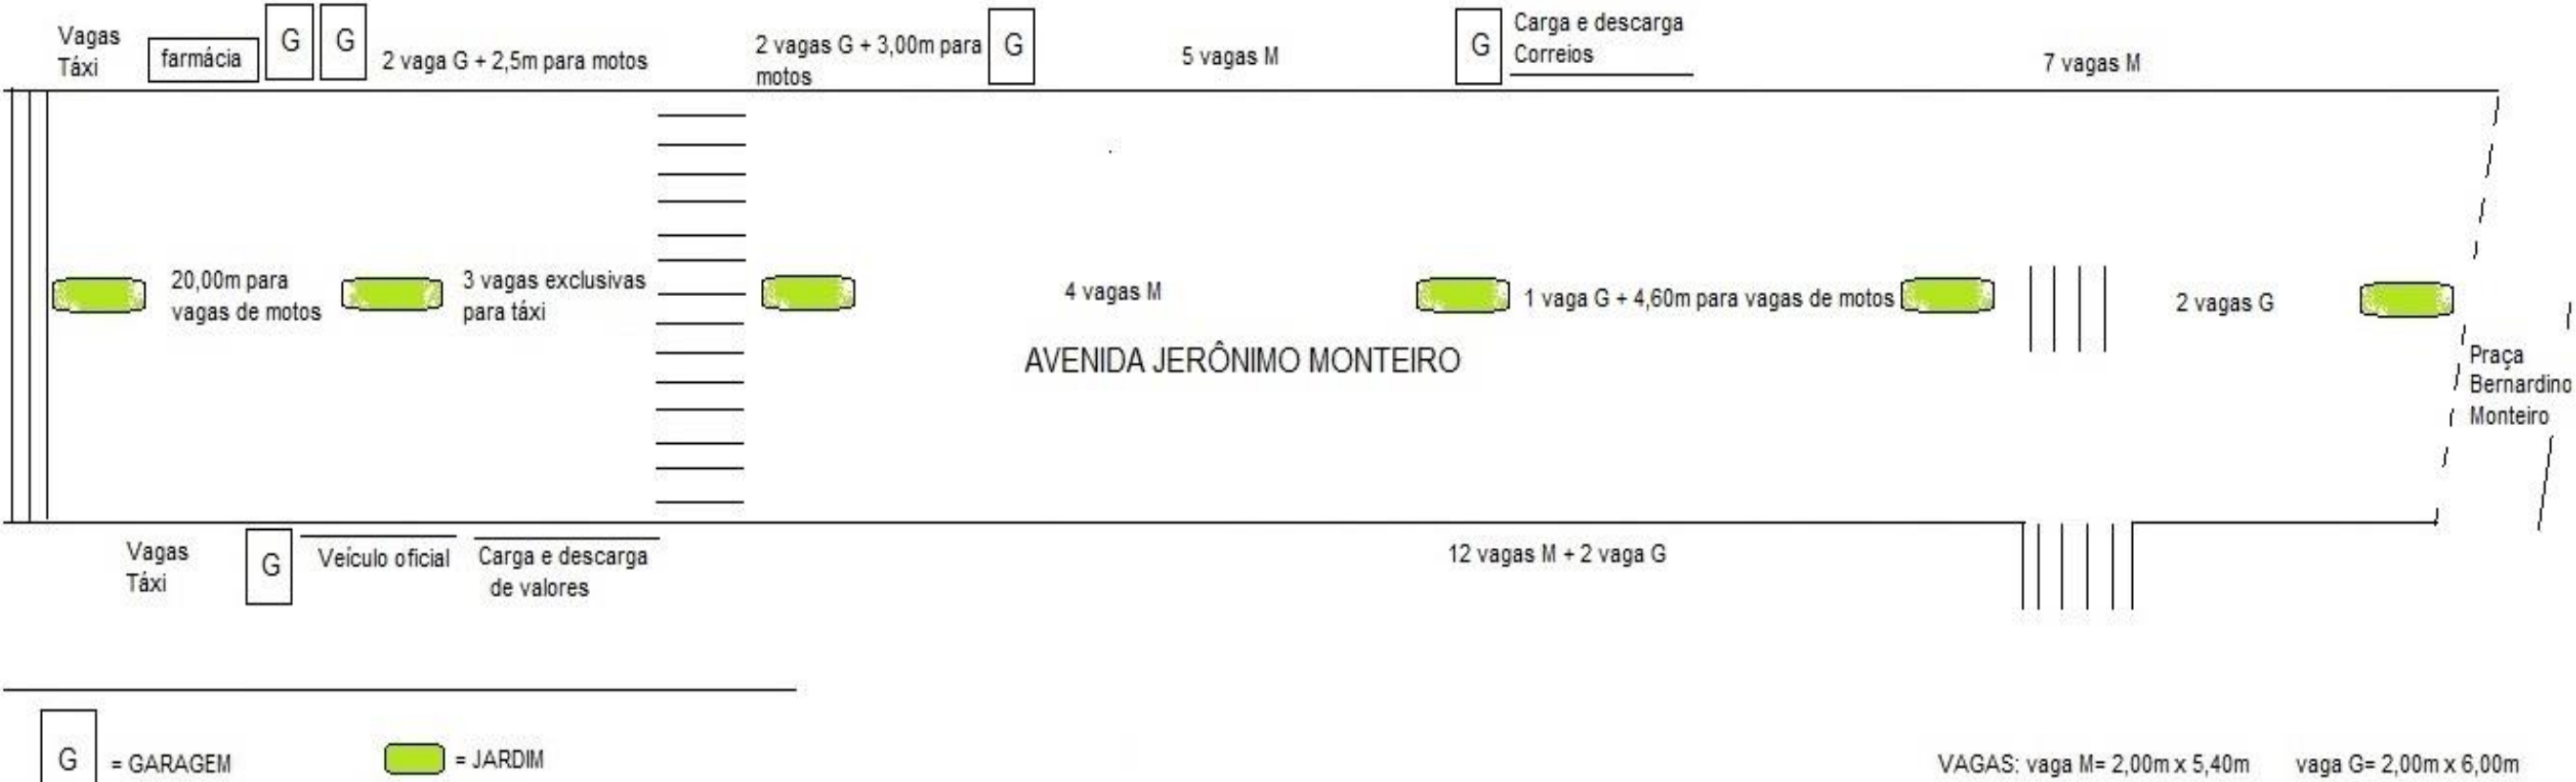 Vagas
Táxi
farmácia
G
G
2 vaga G + 2,5m para motos
2 vagas G + 3,00m para
motos
G
5 vagas M
G
Carga e descarga
Correios
7 vagas M
20,00m para
vagas de motos
3 vagas exclusivas
para táxi
4 vagas M
1 vaga G + 4,60m para vagas de motos
2 vagas G
AVENIDA JERÔNIMO MONTEIRO
Praça
Bernardino
Monteiro
Vagas
Táxi
G
Veículo oficial
Carga e descarga
de valores
12 vagas M + 2 vaga G
G = GARAGEM
= JARDIM
VAGAS: vaga M= 2,00m x 5,40m vaga G= 2,00m x 6,00m